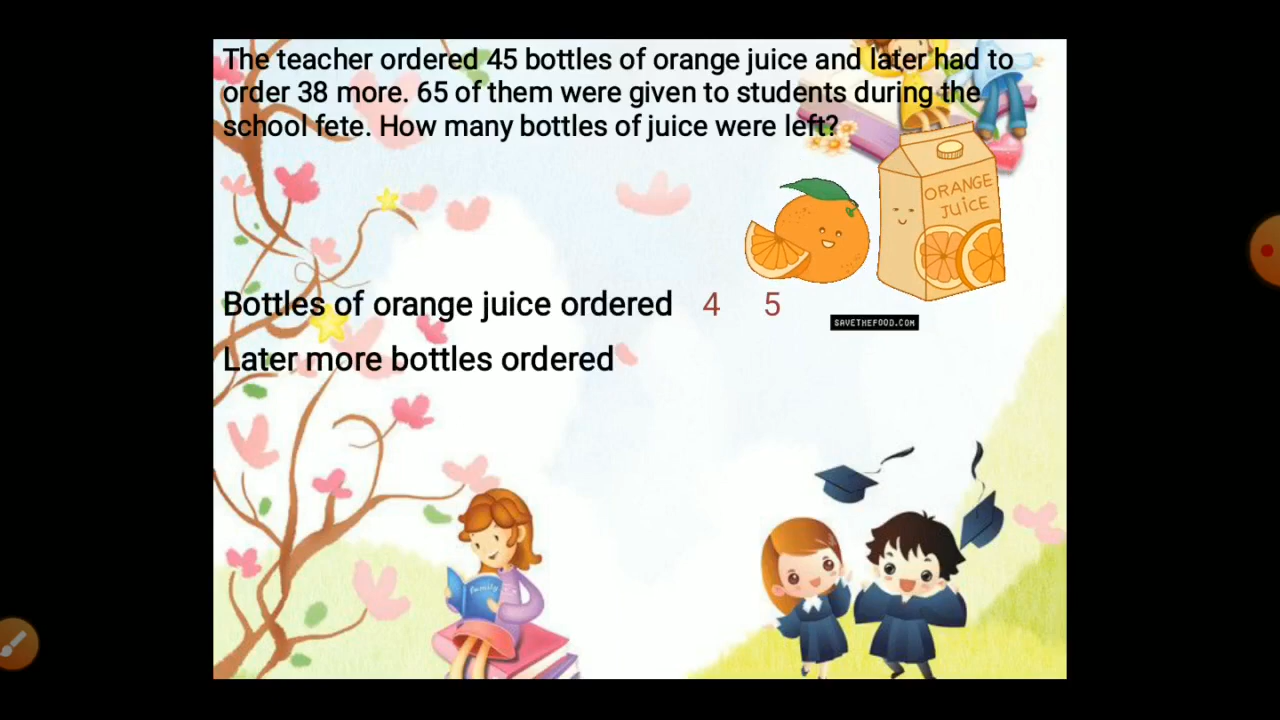 The teacher ordered 45 bottles of orange juice and later had to
order 38 more. 65 of them were given to students during the
school fete. How many bottles of juice were left?
ORANGE
JUICE
Bottles of orange juice ordered 4 5
SAVETHEFOOD.COM
Later more bottles ordered
family